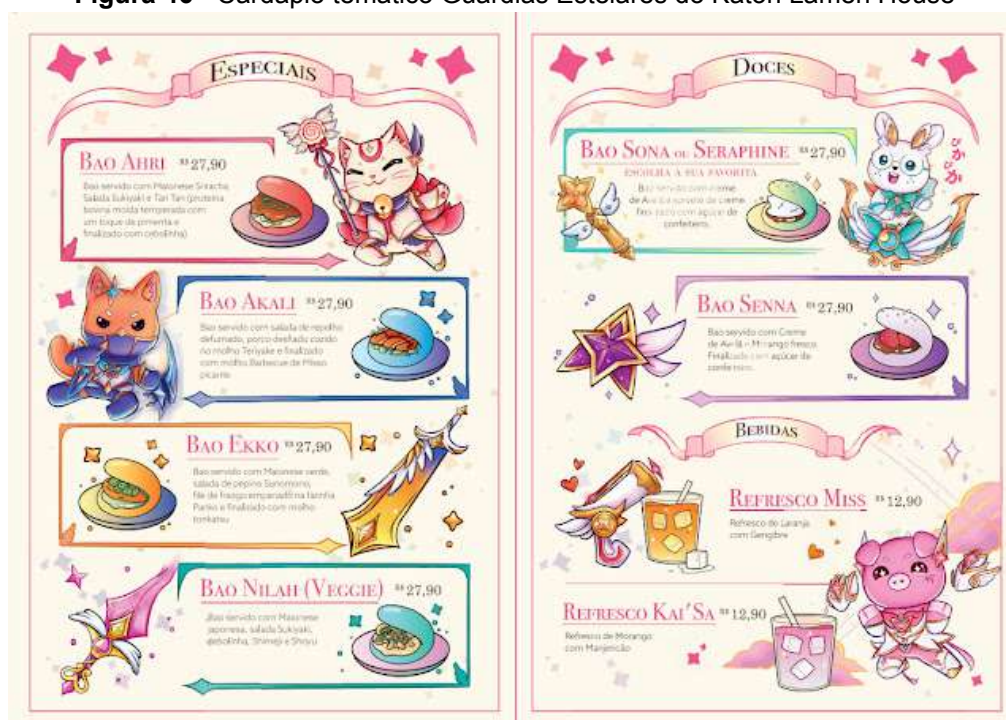 Figura 40 - Cardápio temático Guardiãs Estelares do Katon Lamen House
ESPECIAIS
BAO AHRI R$ 27,90
Bao servido com Maionese Sriracha,
Salada Sukiyaki e Tan Tan (proteína
bovina moída temperada com
um toque de pimenta e
finalizado com cebolinha)
BAO AKALI R$ 27,90
Bao servido com salada de repolho
defumado, porco desfiado cozido
no molho Teriyake e finalizado
com molho Barbecue de Misso
picante
BAO EKKO R$ 27,90
Bao servido com Maionese verde,
salada de pepino Sunomono,
filé de frango empanado na farinha
Panko e finalizado com molho
tonkatsu
BAO NILAH (VEGGIE) R$ 27,90
Bao servido com Maionese
japonesa, salada Sukiyaki,
cebolinha, Shimeji e Shoyu
DOCES
BAO SONA OU SERAPHINE R$ 27,90
ESCOLHA A SUA FAVORITA
Bao servido com creme
de Avelã e sorvete de creme
finalizado com açúcar de
confeiteiro.
ぴかぴか
BAO SENNA R$ 27,90
Bao servido com Creme
de Avelã e Morango fresco.
Finalizado com açúcar de
confeiteiro.
BEBIDAS
REFRESCO MISS R$ 12,90
Refresco de Laranja
com Gengibre
REFRESCO KAI'SA R$ 12,90
Refresco de Morango
com Manjericão